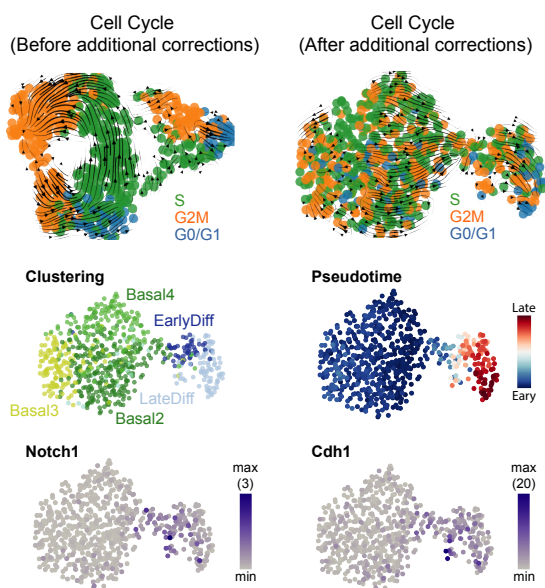 Cell Cycle
(Before additional corrections)
Cell Cycle
(After additional corrections)
S
G2M
G0/G1
S
G2M
G0/G1
Clustering
Basal4
EarlyDiff
Basal3
LateDiff
Basal2
Pseudotime
Late
Eary
Notch1
max
(3)
min
Cdh1
max
(20)
min